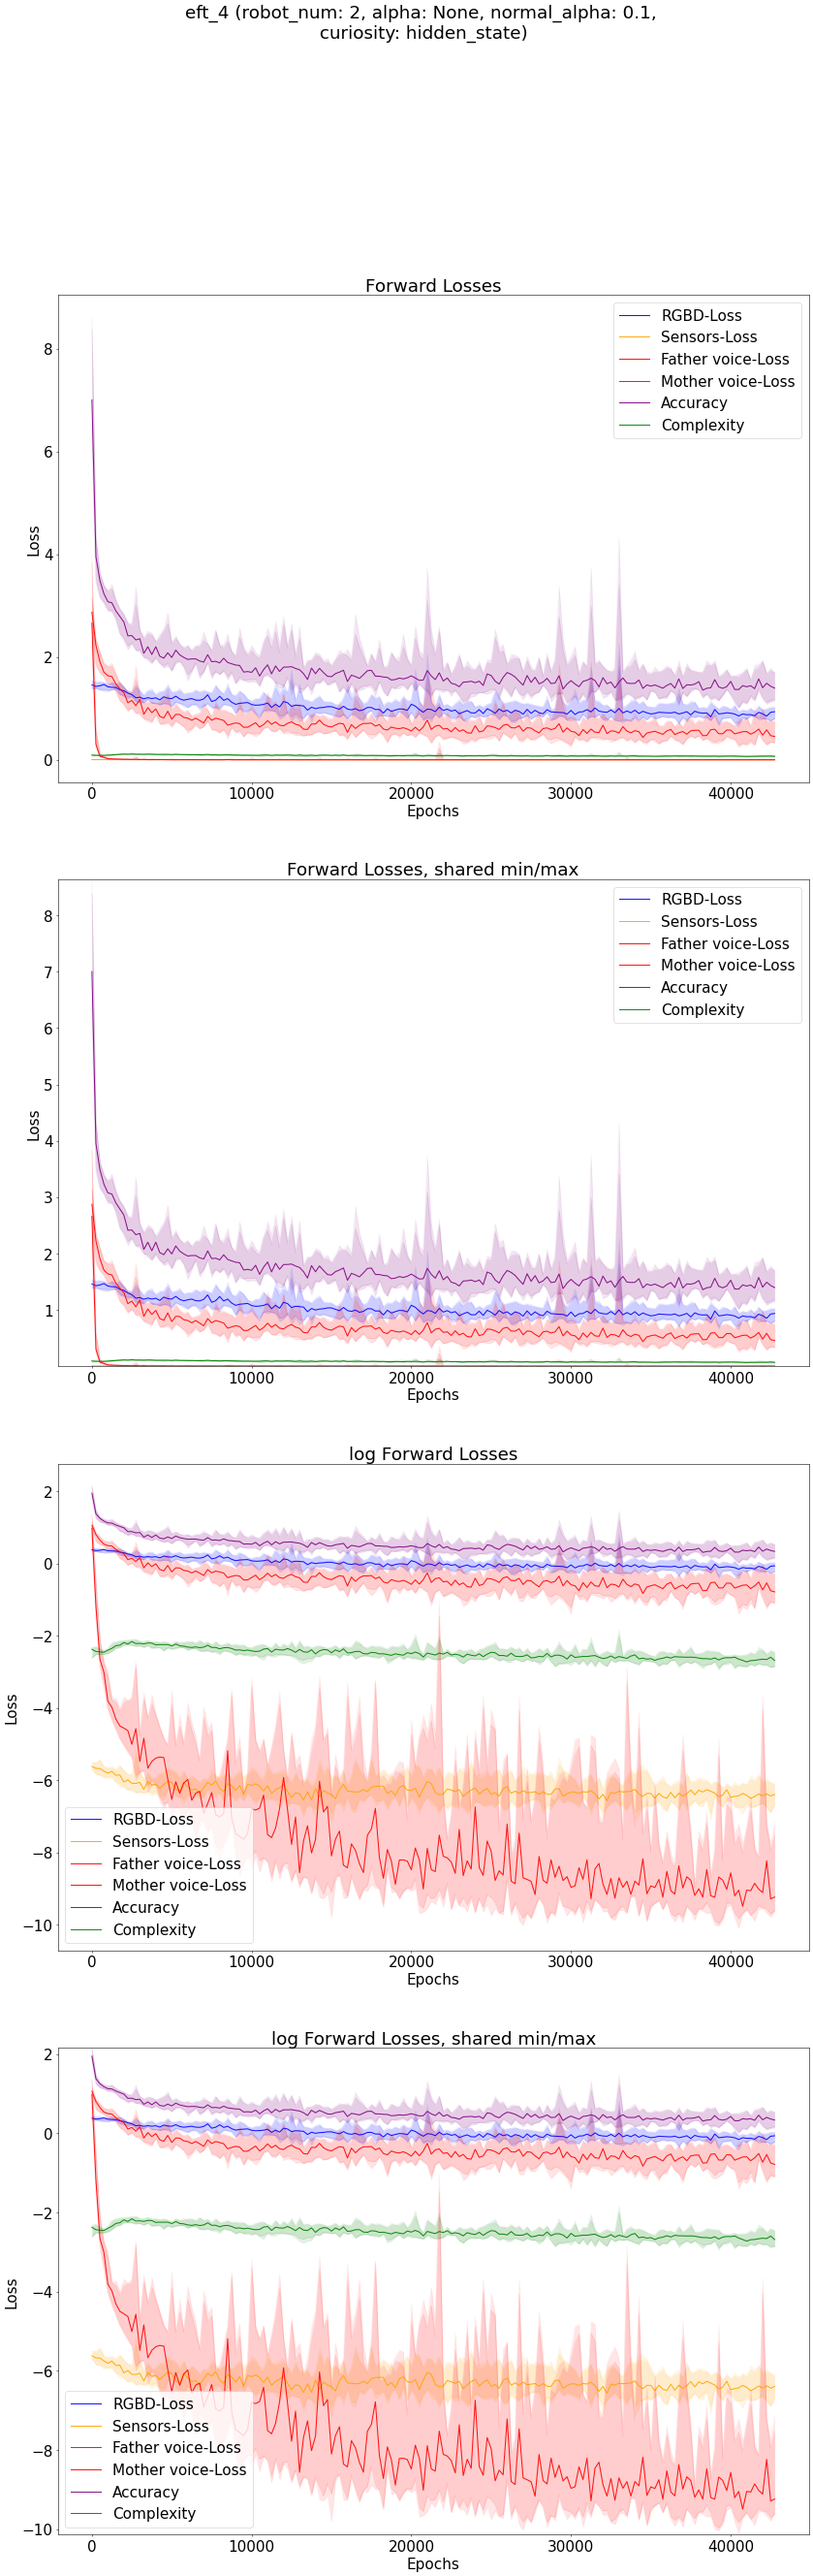 eft_4 (robot_num: 2, alpha: None, normal_alpha: 0.1,
curiosity: hidden_state)
Forward Losses
RGBD-Loss
Sensors-Loss
Father voice-Loss
Mother voice-Loss
Accuracy
Complexity
8
6
4
2
0
Loss
0 10000 20000 30000 40000
Epochs
Forward Losses, shared min/max
RGBD-Loss
Sensors-Loss
Father voice-Loss
Mother voice-Loss
Accuracy
Complexity
8
7
6
5
4
3
2
1
Loss
0 10000 20000 30000 40000
Epochs
log Forward Losses
2
0
−2
−4
−6
−8
−10
Loss
RGBD-Loss
Sensors-Loss
Father voice-Loss
Mother voice-Loss
Accuracy
Complexity
0 10000 20000 30000 40000
Epochs
log Forward Losses, shared min/max
2
0
−2
−4
−6
−8
−10
Loss
RGBD-Loss
Sensors-Loss
Father voice-Loss
Mother voice-Loss
Accuracy
Complexity
0 10000 20000 30000 40000
Epochs